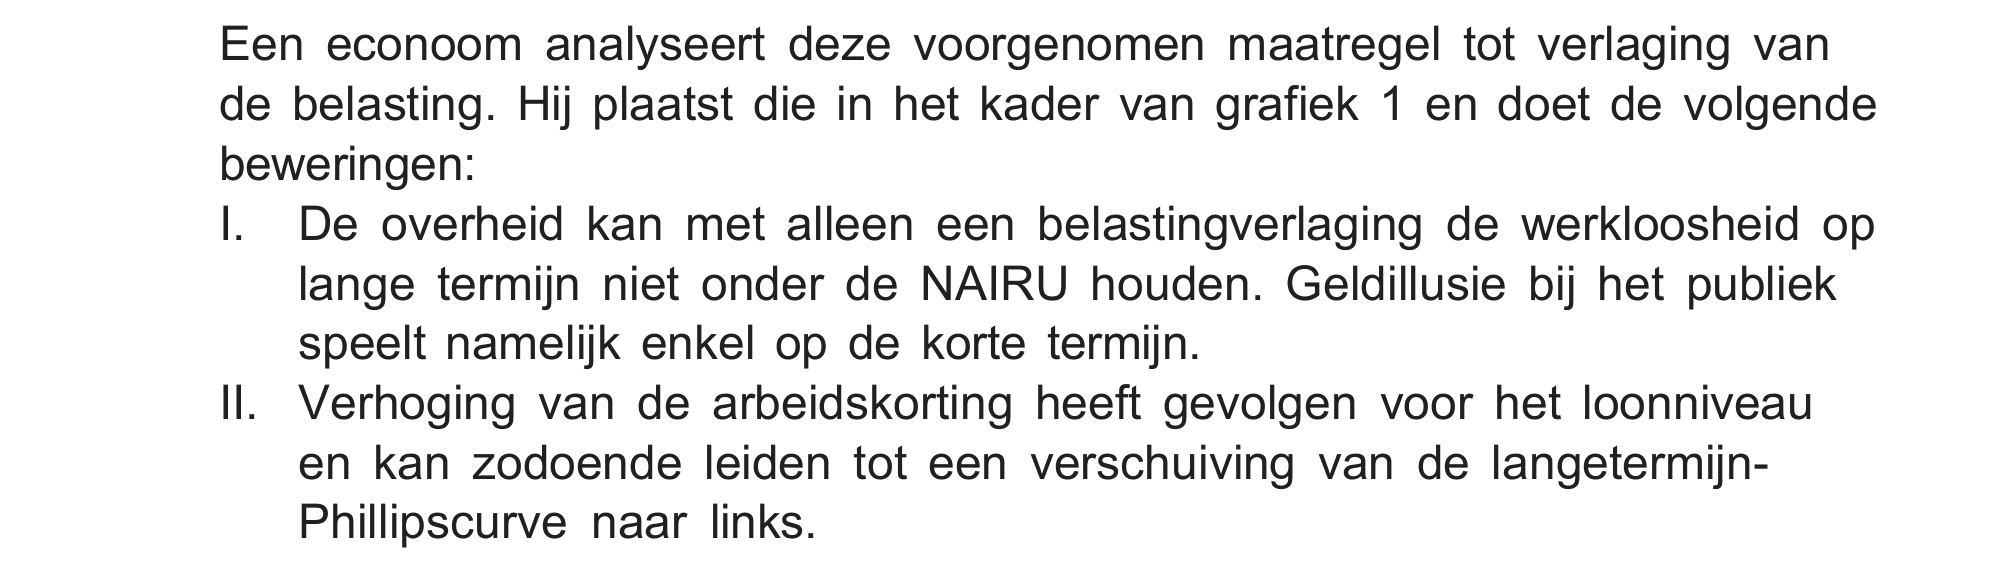 Een econoom analyseert deze voorgenomen maatregel tot verlaging van
de belasting. Hij plaatst die in het kader van grafiek 1 en doet de volgende
beweringen:
I. De overheid kan met alleen een belastingverlaging de werkloosheid op
lange termijn niet onder de NAIRU houden. Geldillusie bij het publiek
speelt namelijk enkel op de korte termijn.
II. Verhoging van de arbeidskorting heeft gevolgen voor het loonniveau
en kan zodoende leiden tot een verschuiving van de langetermijn-
Phillipscurve naar links.